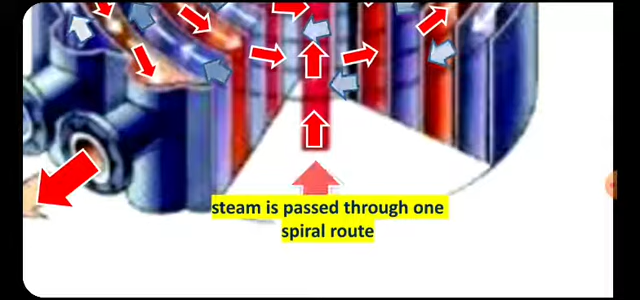 steam is passed through one
spiral route